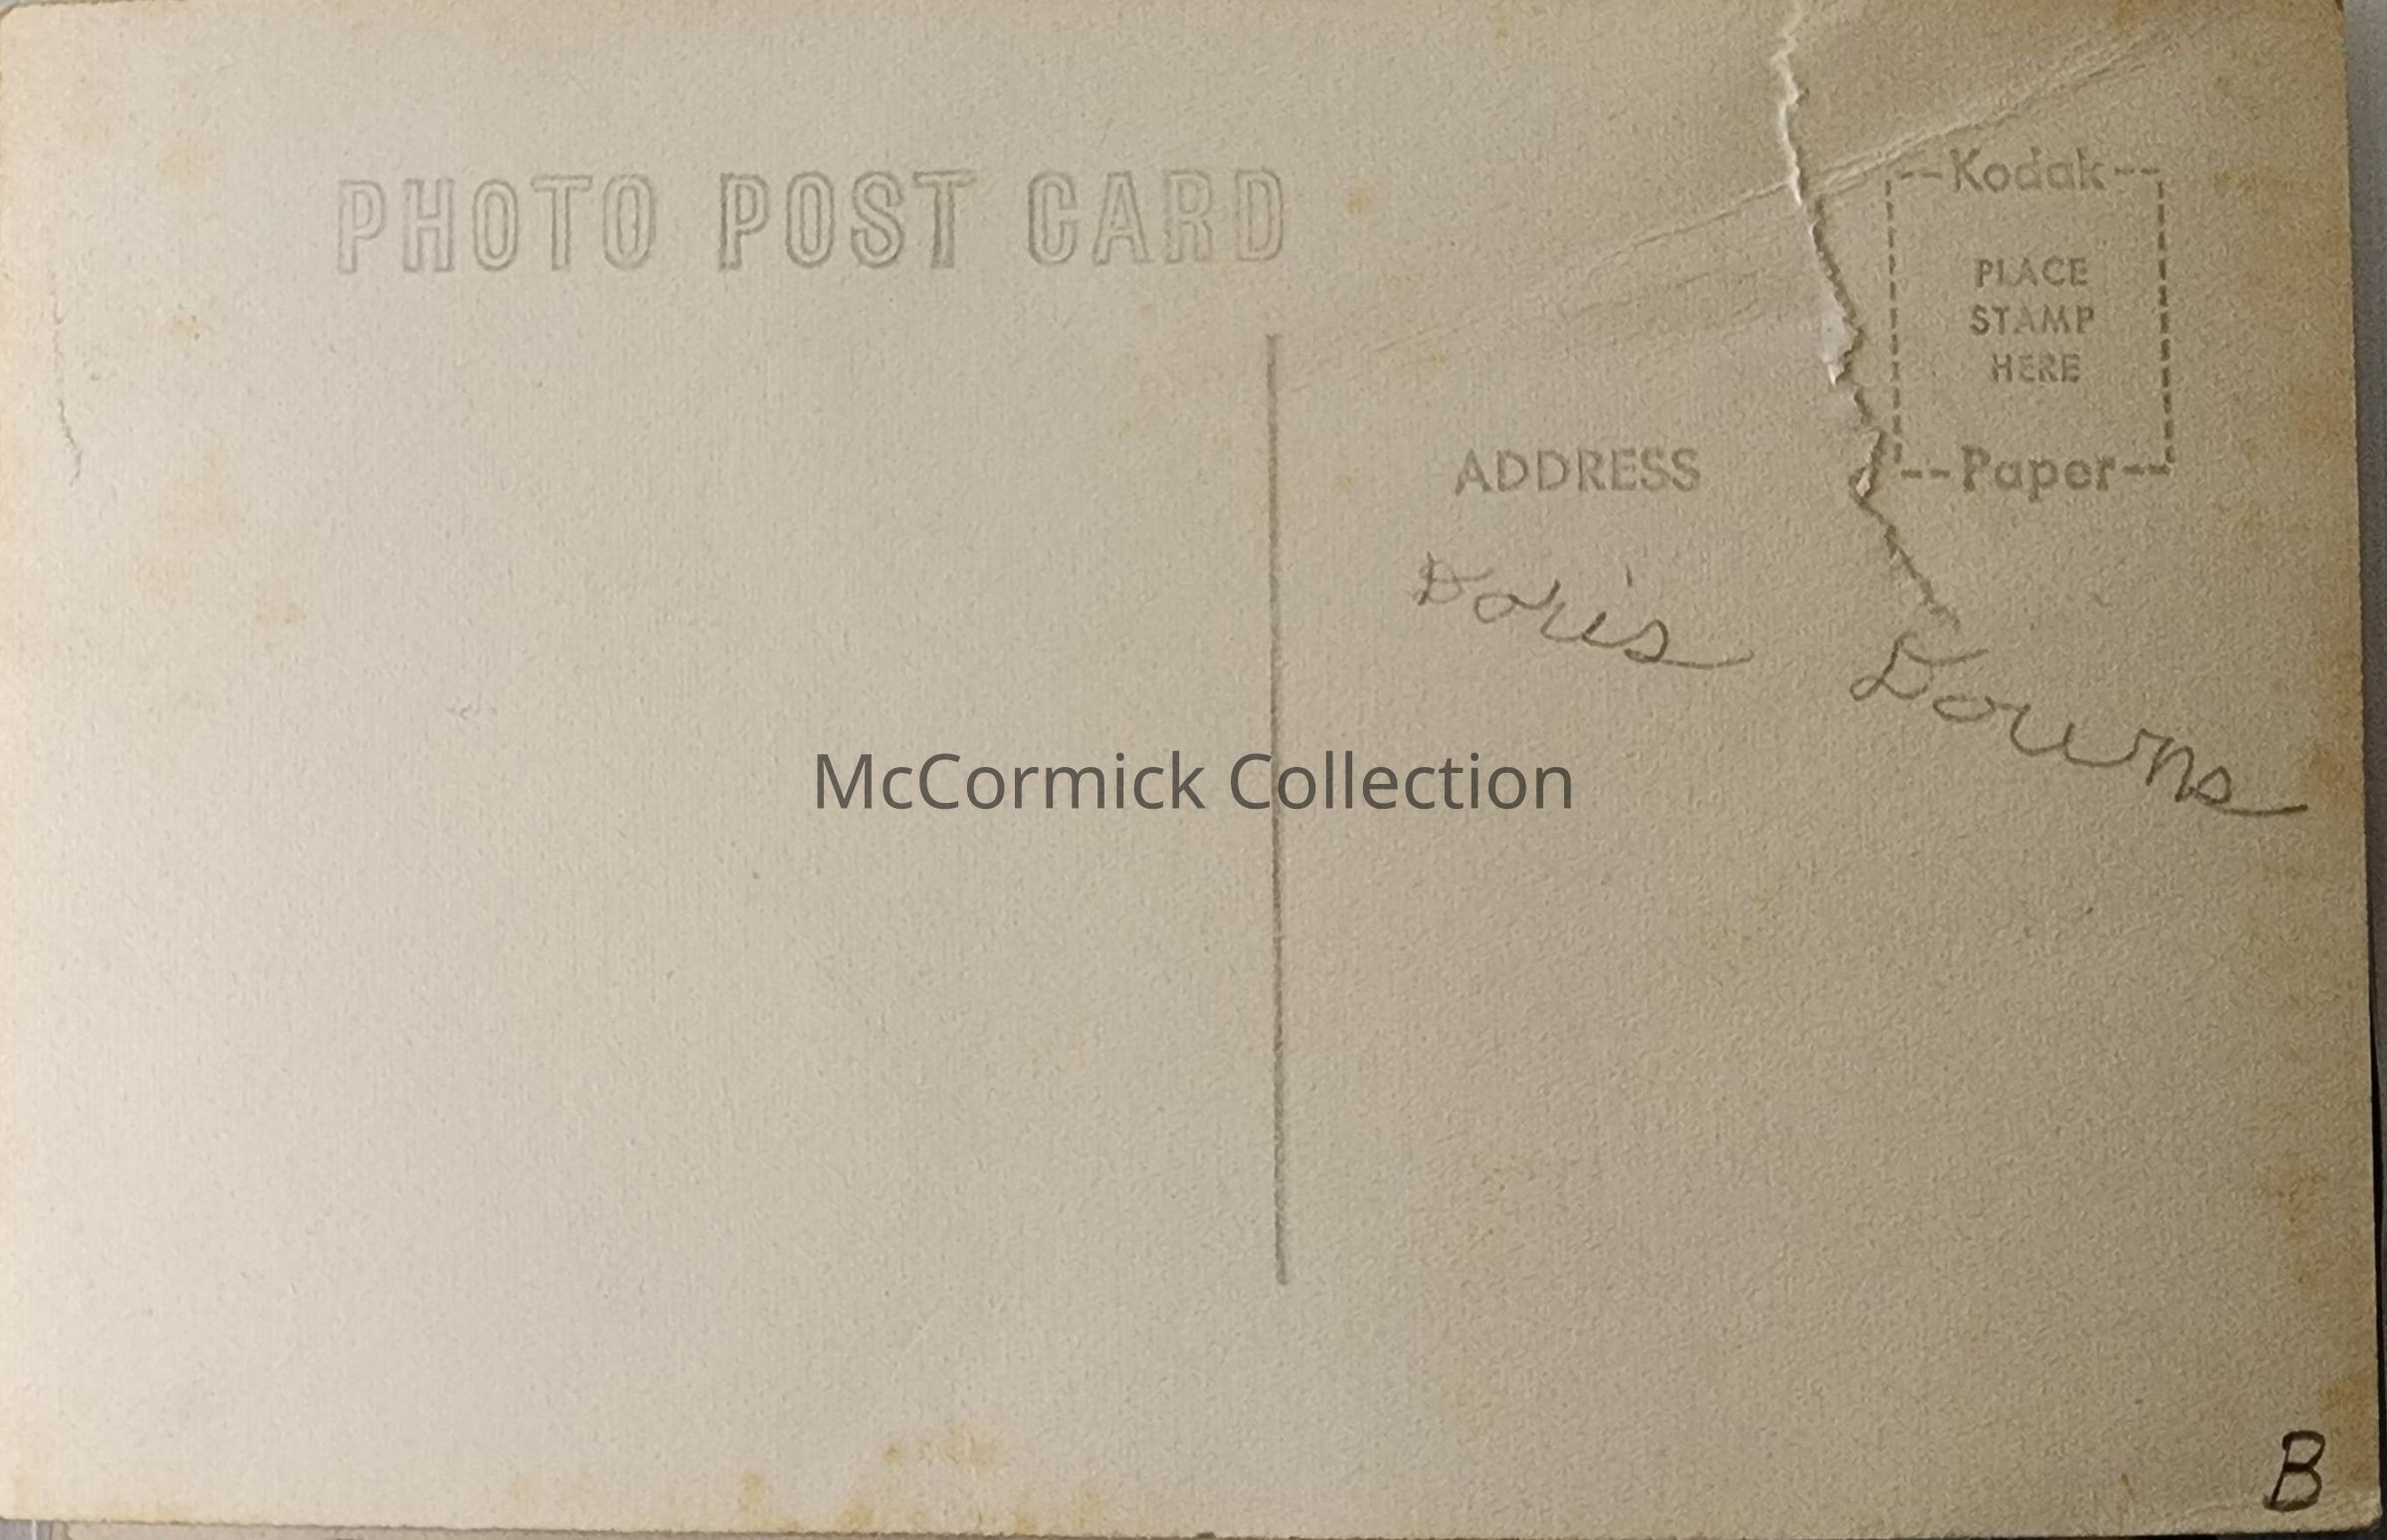 PHOTO POST CARD
--Kodak--
PLACE
STAMP
HERE
--Paper--
ADDRESS
Doris Downs
McCormick Collection
B